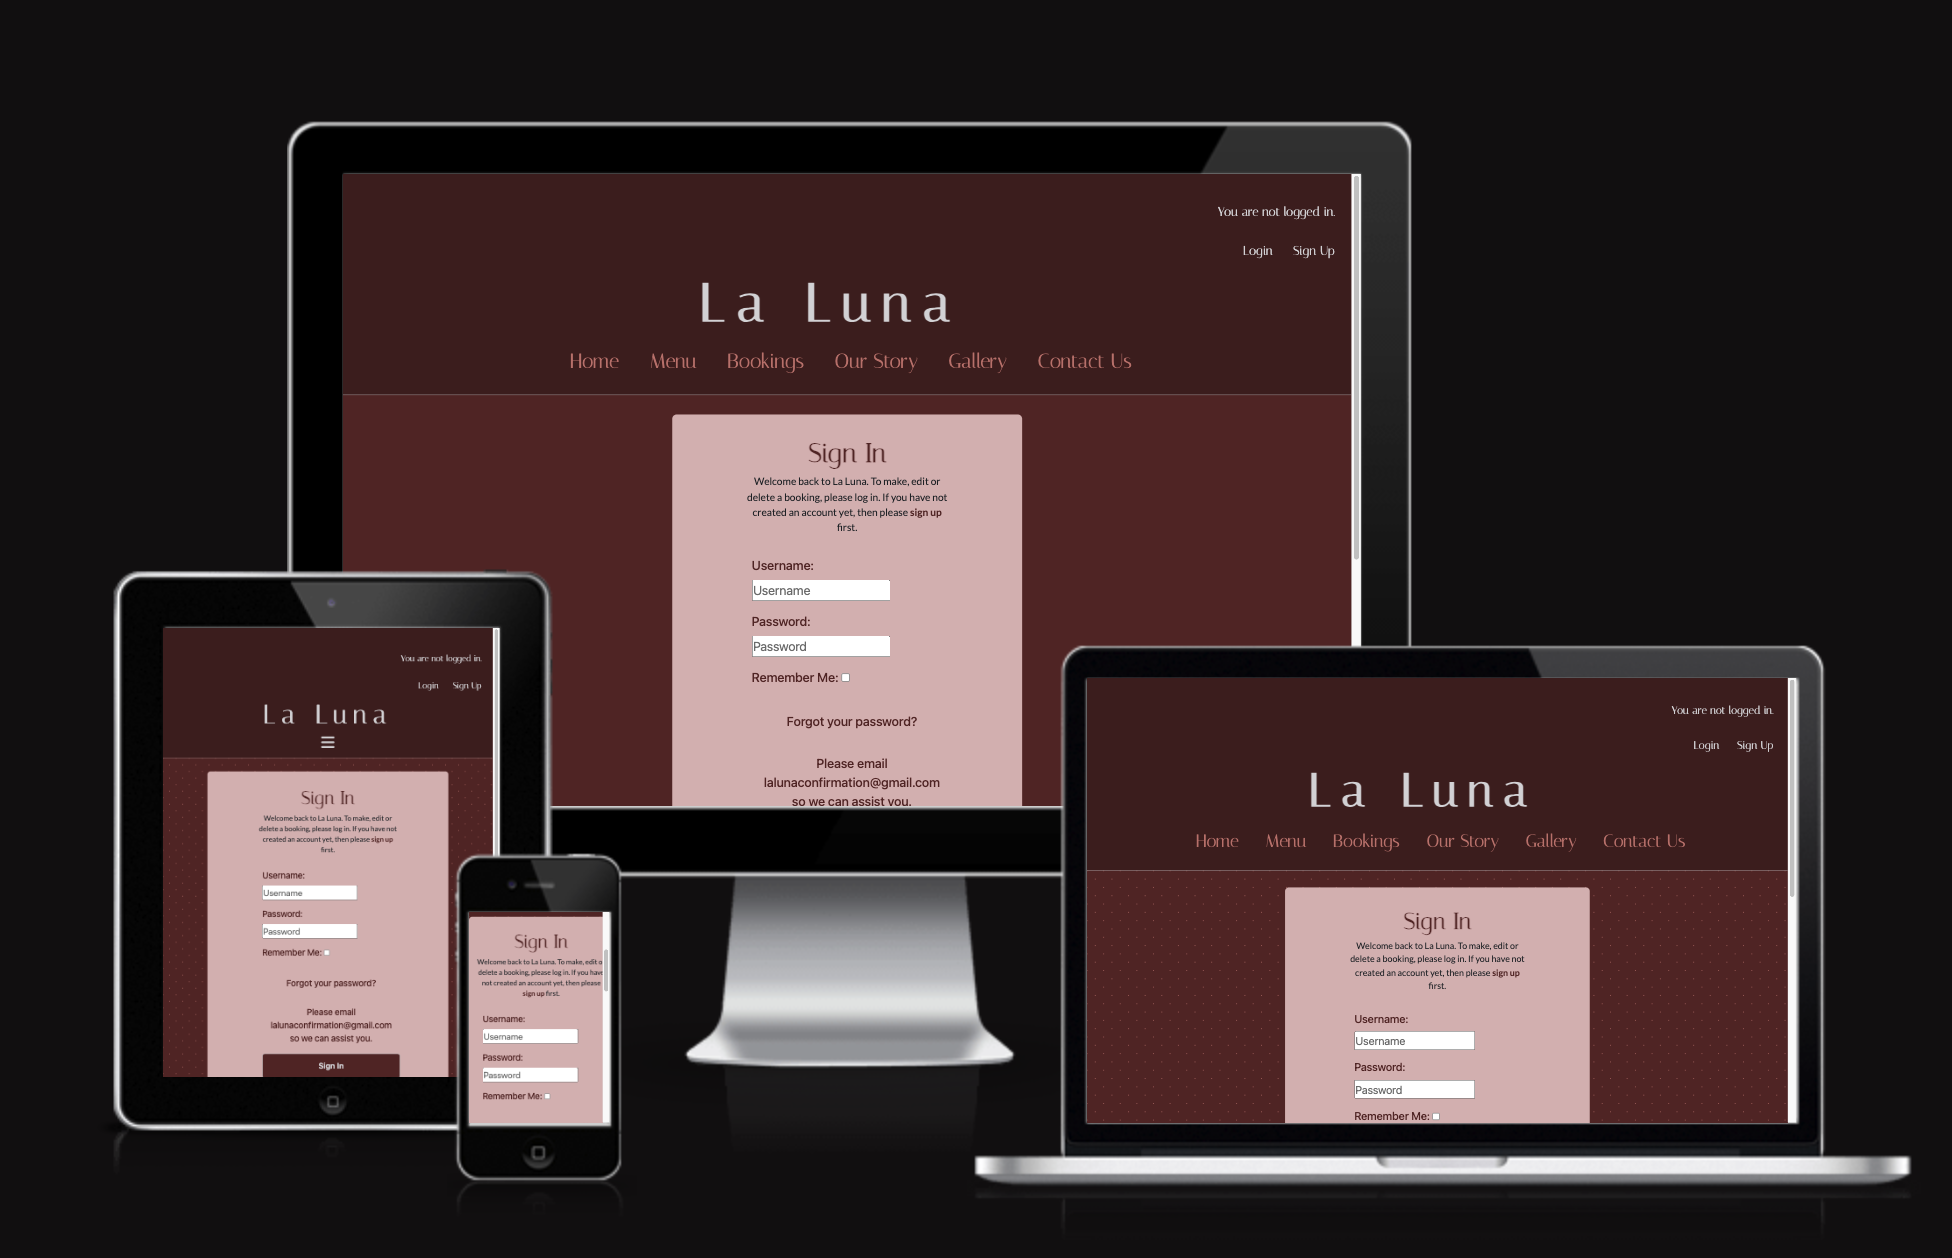 You are not logged in.
Login Sign Up
La Luna
Home Menu Bookings Our Story Gallery Contact Us
Sign In
Welcome back to La Luna. To make, edit or
delete a booking, please log in. If you have not
created an account yet, then please sign up
first.
Username:
Username
Password:
Password
Remember Me:
Forgot your password?
Please email
lalunaconfirmation@gmail.com
so we can assist you.
You are not logged in.
Login Sign Up
La Luna
Sign In
Welcome back to La Luna. To make, edit or
delete a booking, please log in. If you have not
created an account yet, then please sign up
first.
Username:
Username
Password:
Password
Remember Me:
Forgot your password?
Please email
lalunaconfirmation@gmail.com
so we can assist you.
Sign In
Sign In
Welcome back to La Luna. To make, edit o
delete a booking, please log in. If you have
not created an account yet, then please
sign up first.
Username:
Username
Password:
Password
Remember Me:
You are not logged in.
Login Sign Up
La Luna
Home Menu Bookings Our Story Gallery Contact Us
Sign In
Welcome back to La Luna. To make, edit or
delete a booking, please log in. If you have not
created an account yet, then please sign up
first.
Username:
Username
Password:
Password
Remember Me: